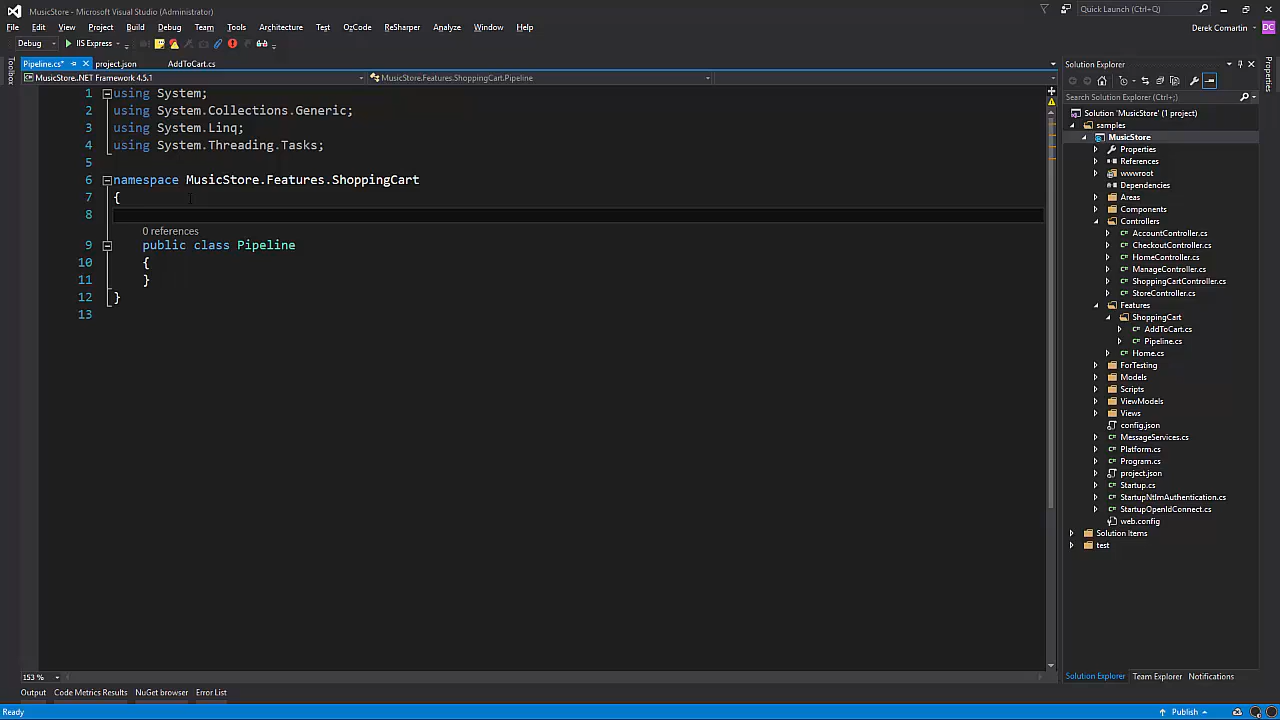 MusicStore - Microsoft Visual Studio (Administrator)
Quick Launch (Ctrl+Q)
File Edit View Project Build Debug Team Tools Architecture Test OzCode ReSharper Analyze Window Help
Derek Comartin
DC
Debug
IIS Express
Toolbox
Pipeline.cs*
project.json
AddToCart.cs
MusicStore..NET Framework 4.5.1
MusicStore.Features.ShoppingCart.Pipeline
1 using System;
2 using System.Collections.Generic;
3 using System.Linq;
4 using System.Threading.Tasks;
5
6 namespace MusicStore.Features.ShoppingCart
7 {
8
0 references
9 public class Pipeline
10 {
11 }
12 }
13
153 %
Solution Explorer
Search Solution Explorer (Ctrl+;)
Solution 'MusicStore' (1 project)
samples
MusicStore
Properties
References
wwwroot
Dependencies
Areas
Components
Controllers
AccountController.cs
CheckoutController.cs
HomeController.cs
ManageController.cs
ShoppingCartController.cs
StoreController.cs
Features
ShoppingCart
AddToCart.cs
Pipeline.cs
Home.cs
ForTesting
Models
Scripts
ViewModels
Views
config.json
MessageServices.cs
Platform.cs
Program.cs
project.json
Startup.cs
StartupNtlmAuthentication.cs
StartupOpenIdConnect.cs
web.config
Solution Items
test
Properties
Solution Explorer Team Explorer Notifications
Output Code Metrics Results NuGet browser Error List
Ready
Publish